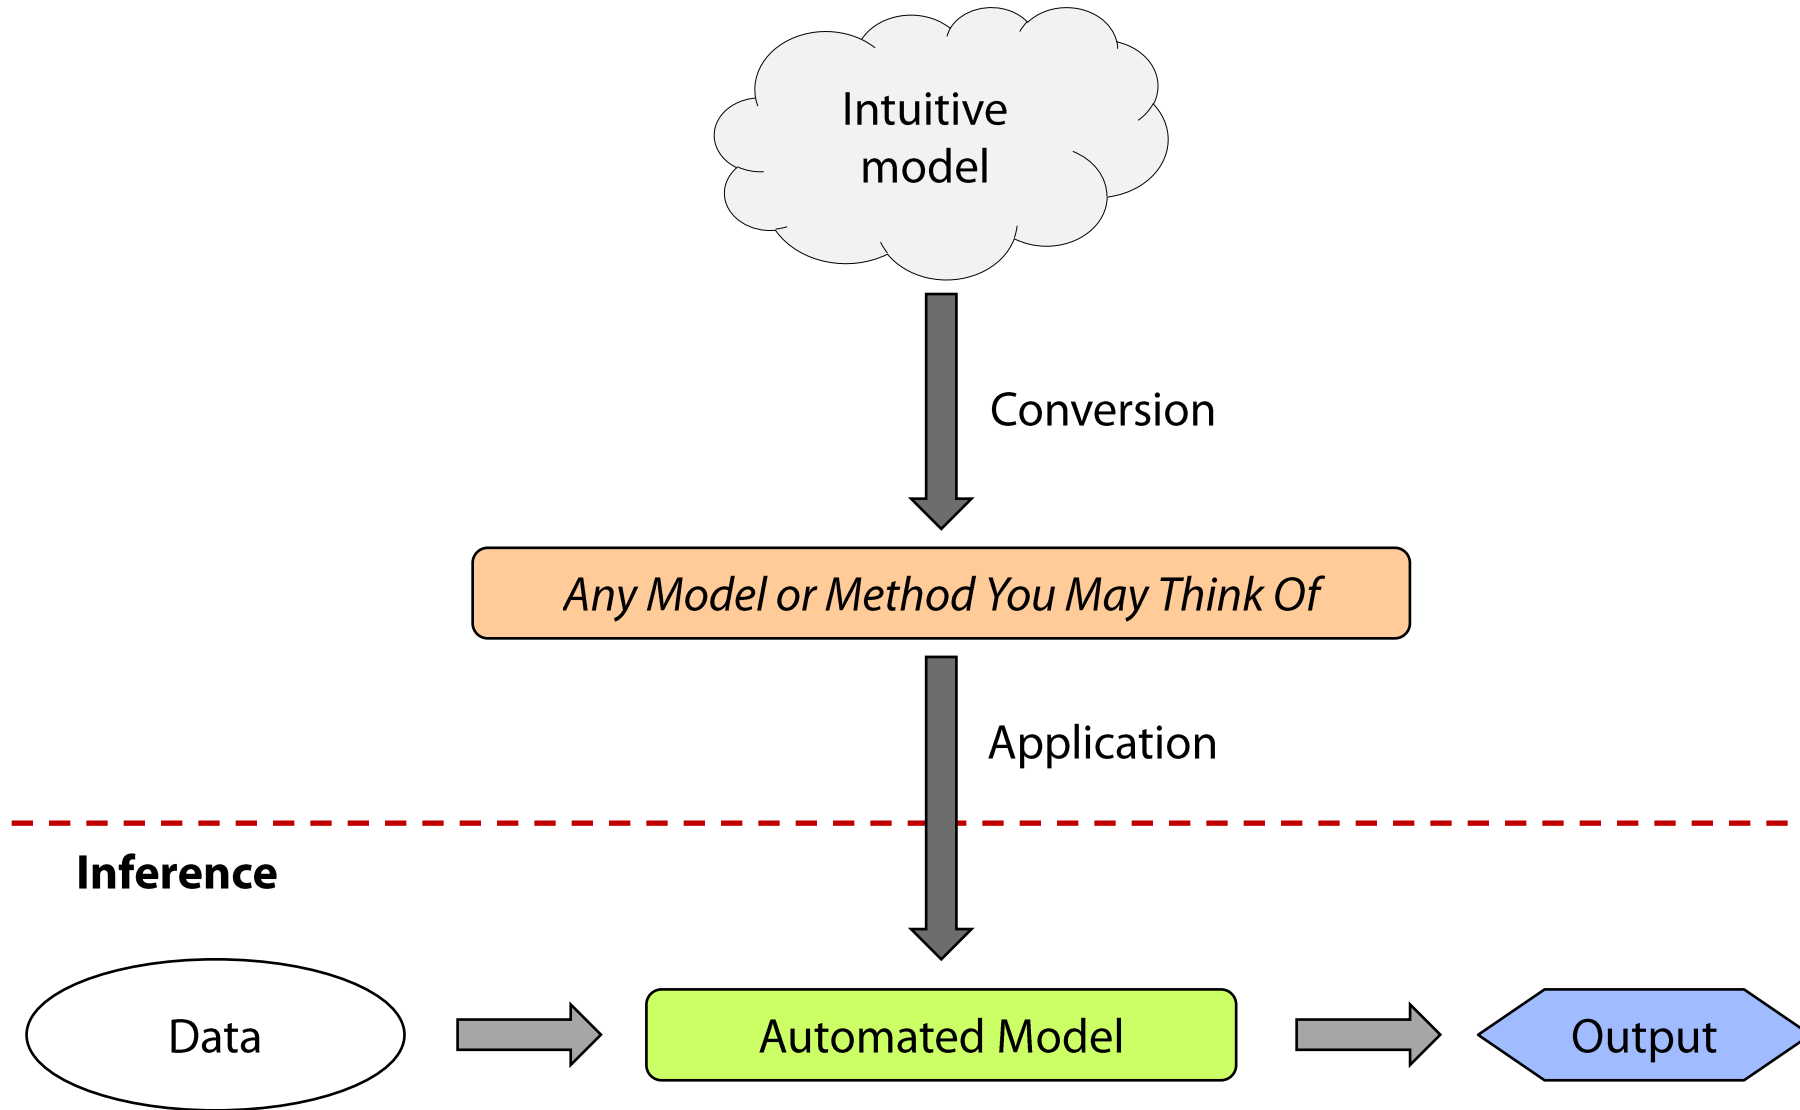 Intuitive
model
Conversion
Any Model or Method You May Think Of
Application
Inference
Data
Automated Model
Output